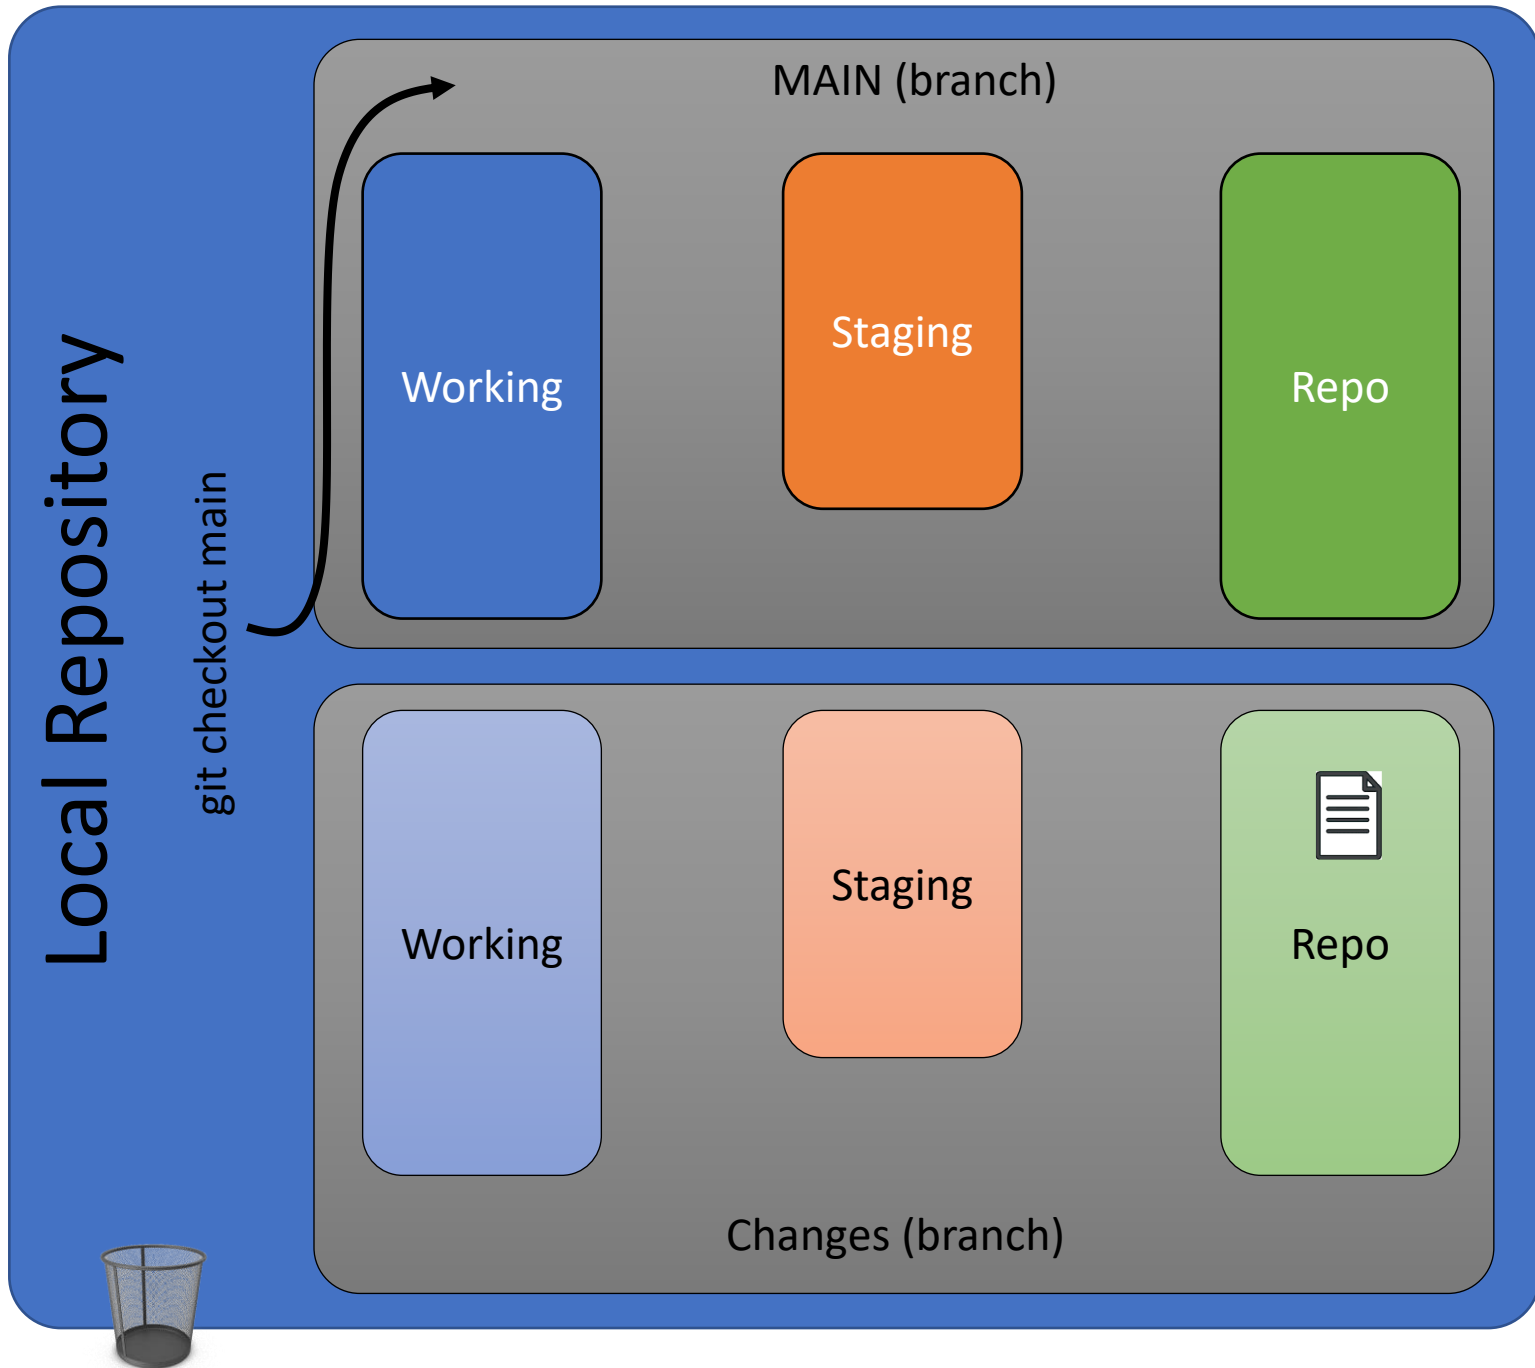 Local Repository
git checkout main
MAIN (branch)
Working
Staging
Repo
Working
Staging
Repo
Changes (branch)